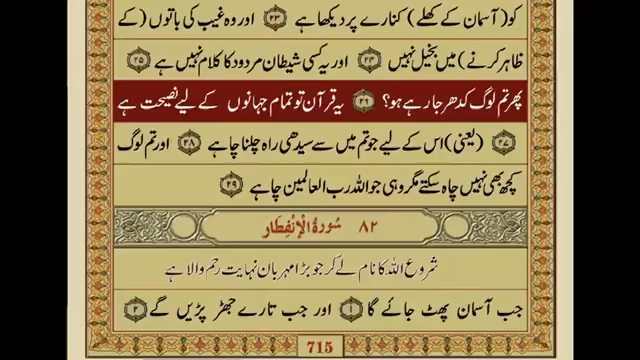 کو (آسمان کے کھلے) کنارے پر دیکھا ہے ۲۳ اور وہ غیب کی باتوں (کے
ظاہر کرنے) میں بخیل نہیں ۲۴ اور یہ کسی شیطان مردود کا کلام نہیں ہے ۲۵
پھر تم لوگ کدھر جا رہے ہو؟ ۲۶ یہ قرآن تو تمام جہانوں کے لیے نصیحت ہے
۲۷ (یعنی) اس کے لیے جو تم میں سے سیدھی راہ چلنا چاہے ۲۸ اور تم لوگ
کچھ بھی نہیں چاہ سکتے مگر وہی جو اللہ رب العالمین چاہے ۲۹
۸۲ سُورَةُ الْاِنْفِطَار
شروع اللہ کا نام لے کر جو بڑا مہربان نہایت رحم والا ہے
جب آسمان پھٹ جائے گا ۱ اور جب تارے جھڑ پڑیں گے ۲
715